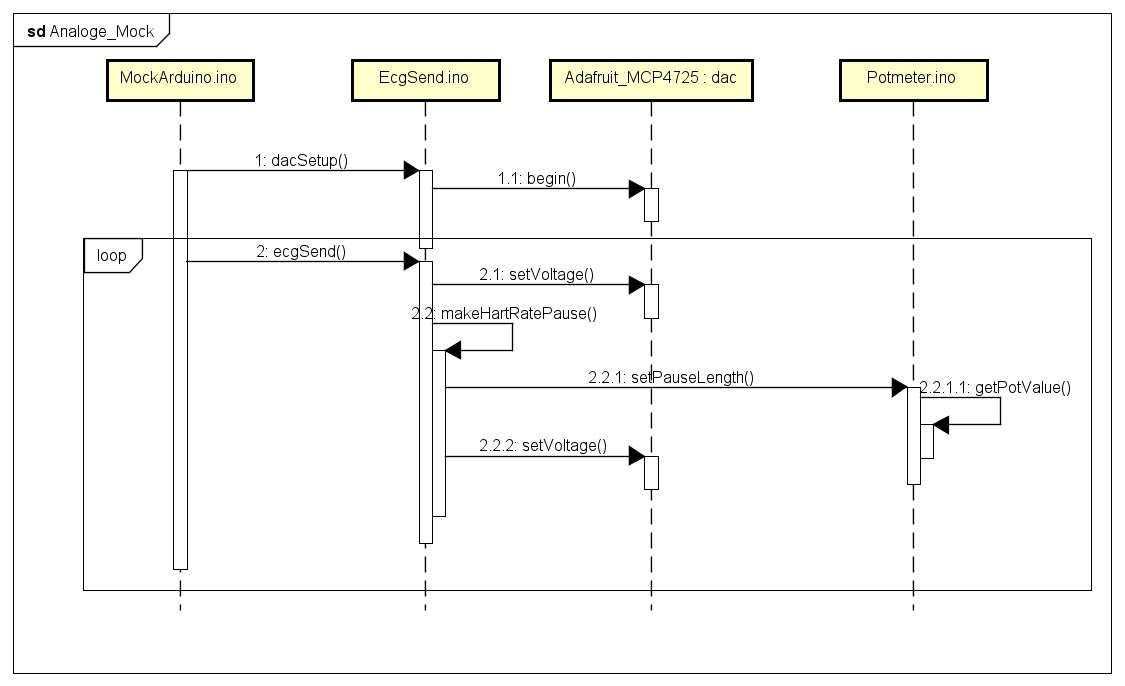 sd Analoge_Mock
MockArduino.ino
EcgSend.ino
Adafruit_MCP4725 : dac
Potmeter.ino
1: dacSetup()
1.1: begin()
loop
2: ecgSend()
2.1: setVoltage()
2.2: makeHartRatePause()
2.2.1: setPauseLength()
2.2.1.1: getPotValue()
2.2.2: setVoltage()